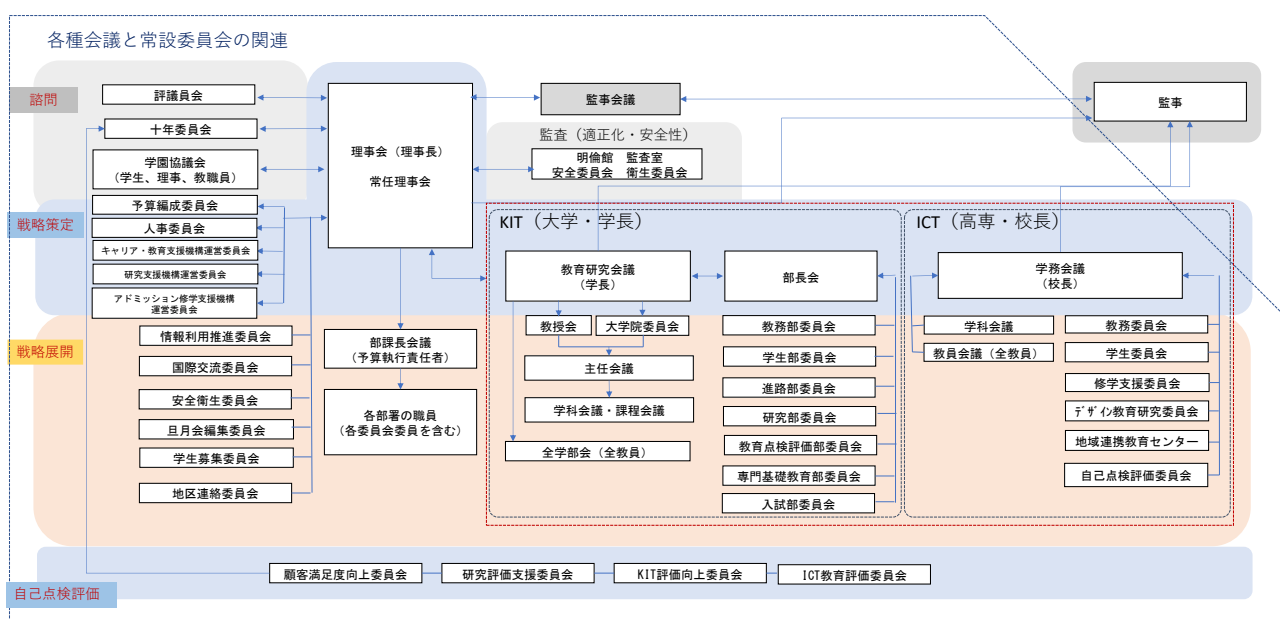 各種会議と常設委員会の関連
諮問
評議員会
十年委員会
学園協議会
（学生、理事、教職員）
理事会（理事長）
常任理事会
監事会議
監査（適正化・安全性）
明倫館　監査室
安全委員会　衛生委員会
監事
戦略策定
予算編成委員会
人事委員会
キャリア・教育支援機構運営委員会
研究支援機構運営委員会
アドミッション修学支援機構
運営委員会
KIT（大学・学長）
教育研究会議
（学長）
部長会
ICT（高専・校長）
学務会議
（校長）
戦略展開
情報利用推進委員会
国際交流委員会
安全衛生委員会
旦月会編集委員会
学生募集委員会
地区連絡委員会
部課長会議
（予算執行責任者）
各部署の職員
（各委員会委員を含む）
教授会
大学院委員会
主任会議
学科会議・課程会議
全学部会（全教員）
教務部委員会
学生部委員会
進路部委員会
研究部委員会
教育点検評価部委員会
専門基礎教育部委員会
入試部委員会
学科会議
教員会議（全教員）
教務委員会
学生委員会
修学支援委員会
ﾃﾞｻﾞｲﾝ教育研究委員会
地域連携教育センター
自己点検評価委員会
自己点検評価
顧客満足度向上委員会
研究評価支援委員会
KIT評価向上委員会
ICT教育評価委員会